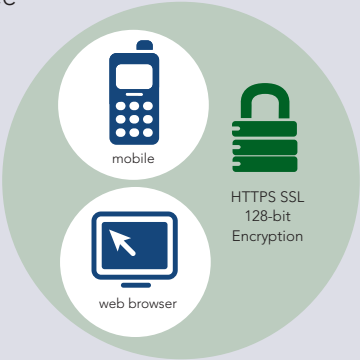 mobile
HTTPS SSL
128-bit
Encryption
web browser